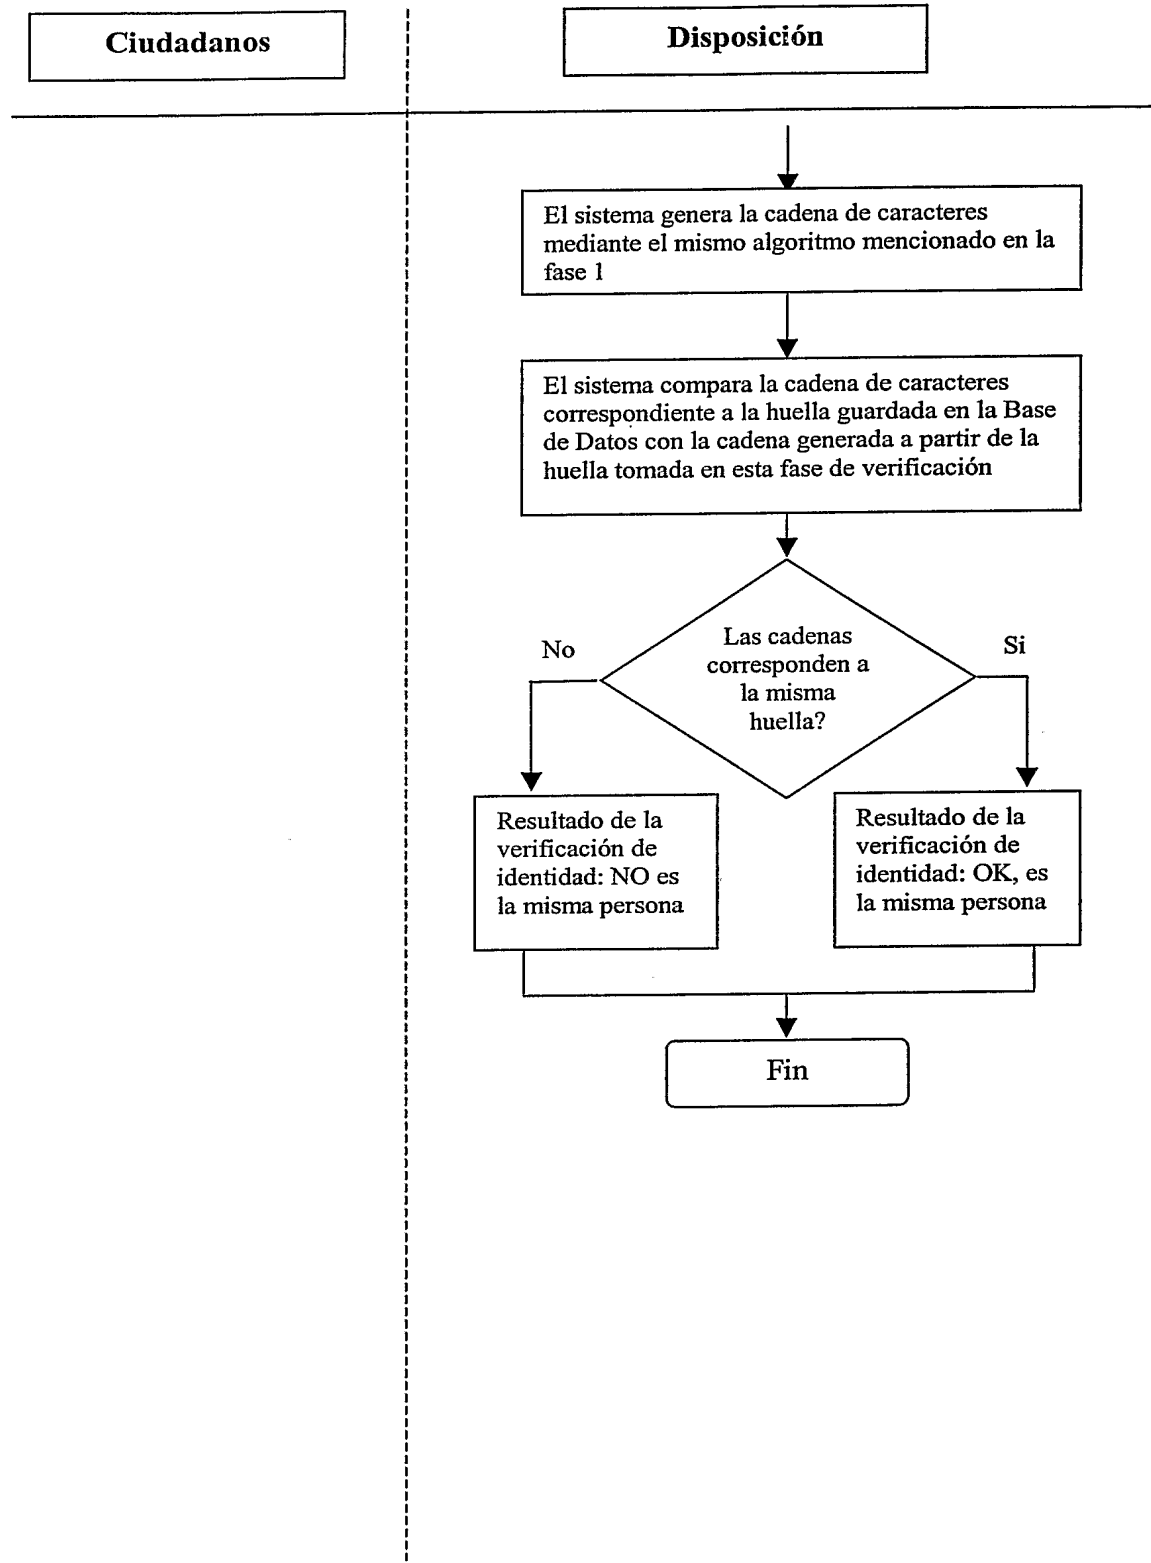 Ciudadanos
Disposición
El sistema genera la cadena de caracteres
mediante el mismo algoritmo mencionado en la
fase 1
El sistema compara la cadena de caracteres
correspondiente a la huella guardada en la Base
de Datos con la cadena generada a partir de la
huella tomada en esta fase de verificación
Las cadenas
corresponden a
la misma
huella?
No
Si
Resultado de la
verificación de
identidad: NO es
la misma persona
Resultado de la
verificación de
identidad: OK, es
la misma persona
Fin